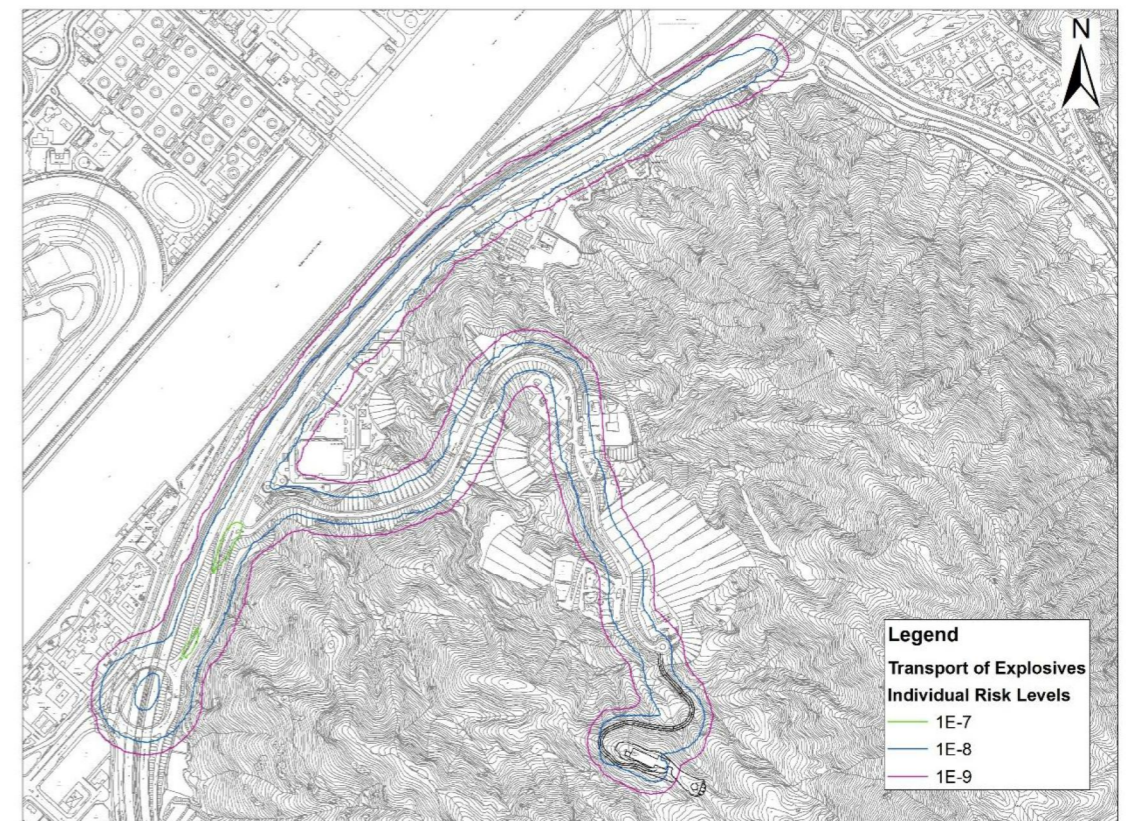 N
Legend
Transport of Explosives
Individual Risk Levels
1E-7
1E-8
1E-9